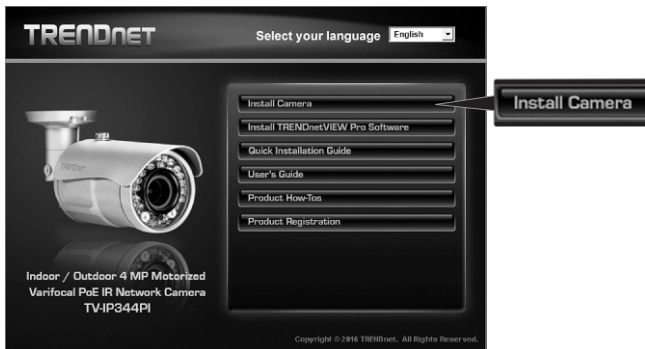 TRENDnet
Select your language English
Install Camera
Install Camera
Install TRENDnetVIEW Pro Software
Quick Installation Guide
User's Guide
Product How-Tos
Product Registration
Indoor / Outdoor 4 MP Motorized
Varifocal PoE IR Network Camera
TV-IP344PI
Copyright ©2016 TRENDnet. All Rights Reserved.
TRENDnet